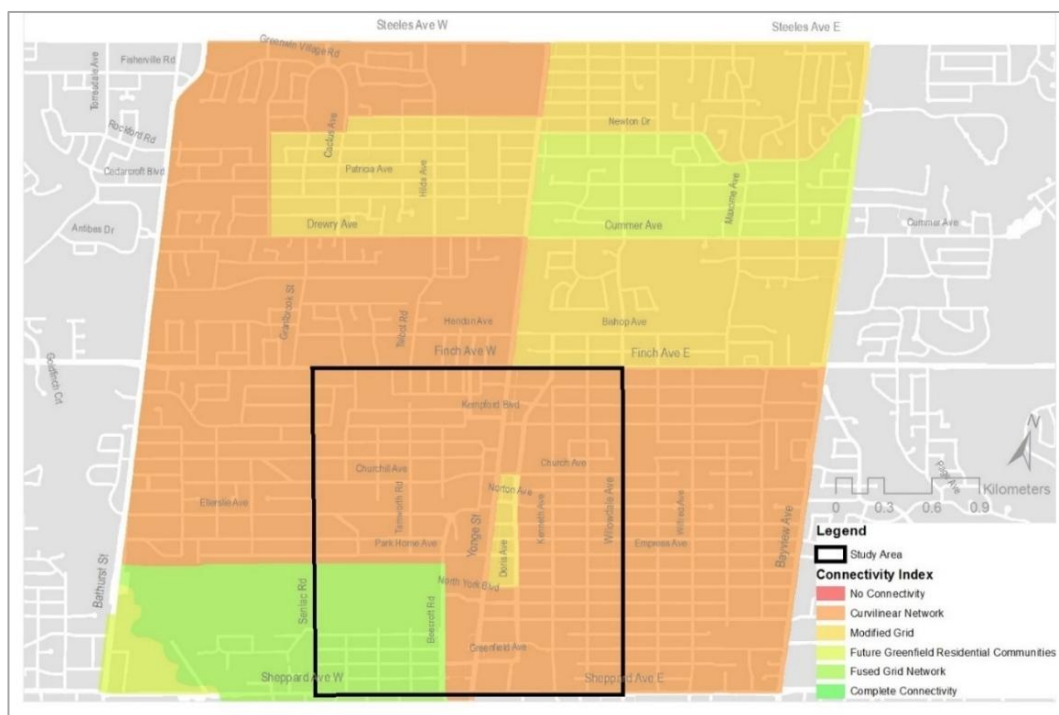 Steeles Ave W
Steeles Ave E
Greenwin Village Rd
Fisherville Rd
Torresdale Ave
Rockford Rd
Cactus Ave
Newton Dr
Cedarcroft Blvd
Patricia Ave
Hilda Ave
Maxome Ave
Antibes Dr
Drewry Ave
Cummer Ave
Cummer Ave
Grantbrook St
Talbot Rd
Hendon Ave
Bishop Ave
Finch Ave W
Finch Ave E
Goldfinch Crt
Kempford Blvd
N
Churchill Ave
Church Ave
Page Ave
Kilometers
0 0.3 0.6 0.9
Ellerslie Ave
Tamworth Rd
Norton Ave
Kenneth Ave
Willowdale Ave
Wilfred Ave
Bayview Ave
Park Home Ave
Yonge St
Doris Ave
Empress Ave
Bathurst St
Senlac Rd
Beecroft Rd
North York Blvd
Greenfield Ave
Sheppard Ave W
Sheppard Ave E
Legend
Study Area
Connectivity Index
No Connectivity
Curvilinear Network
Modified Grid
Future Greenfield Residential Communities
Fused Grid Network
Complete Connectivity